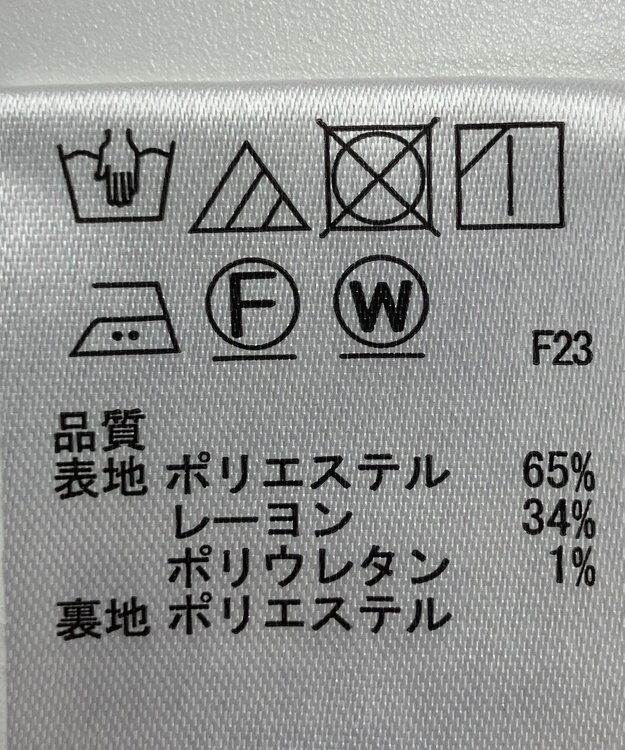 F
W
F23
品質
表地 ポリエステル 65%
レーヨン 34%
ポリウレタン 1%
裏地 ポリエステル